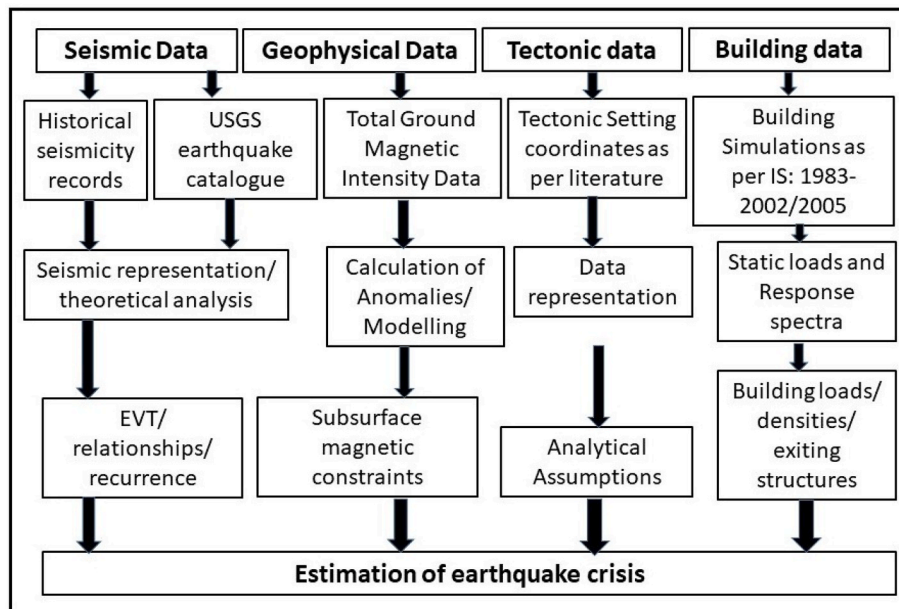 Seismic Data
Geophysical Data
Tectonic data
Building data
Historical
seismicity
records
USGS
earthquake
catalogue
Total Ground
Magnetic
Intensity Data
Tectonic Setting
coordinates as
per literature
Building
Simulations as
per IS: 1983-
2002/2005
Seismic representation/
theoretical analysis
Calculation of
Anomalies/
Modelling
Data
representation
Static loads and
Response
spectra
EVT/
relationships/
recurrence
Subsurface
magnetic
constraints
Analytical
Assumptions
Building loads/
densities/
exiting
structures
Estimation of earthquake crisis